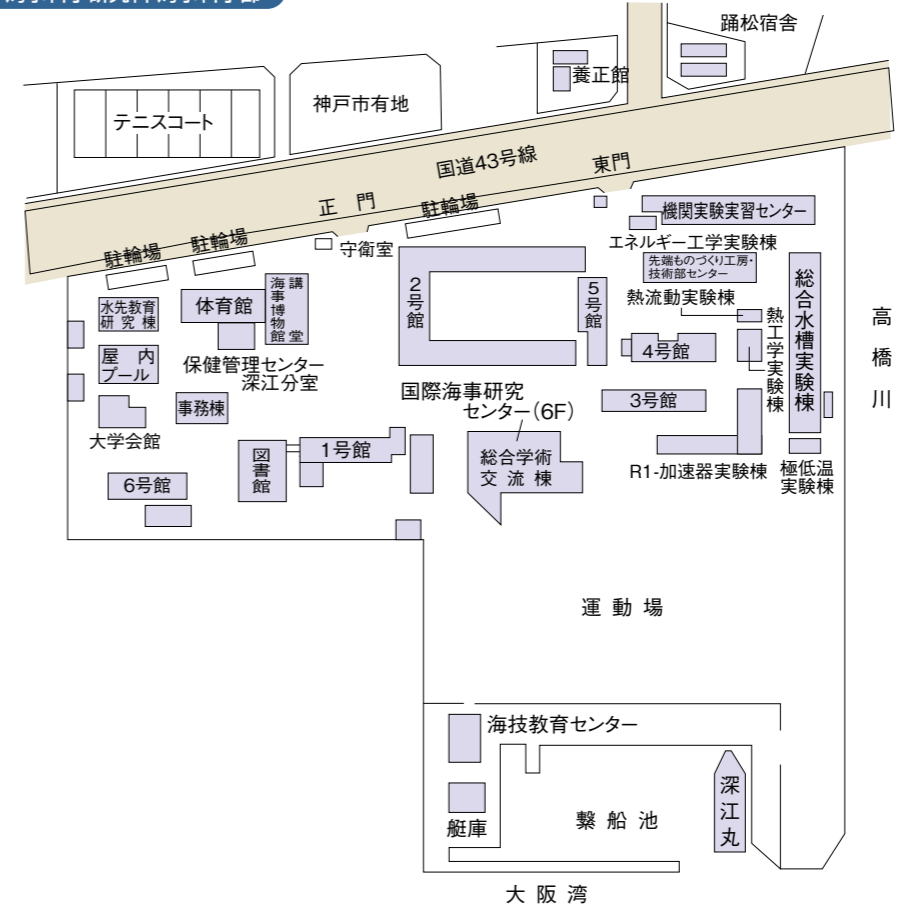 踊松宿舎
養正館
テニスコート
神戸市有地
国道43号線
東門
正門
駐輪場
駐輪場
駐輪場
守衛室
機関実験実習センター
エネルギー工学実験棟
先端ものづくり工房・
技術部センター
熱流動実験棟
熱工学実験棟
総合水槽実験棟
高橋川
水先教育
研究棟
体育館
海事博物館
講堂
2号館
5号館
4号館
3号館
屋内
プール
保健管理センター
深江分室
事務棟
大学会館
国際海事研究
センター(6F)
総合学術
交流棟
図書館
1号館
6号館
R1-加速器実験棟
極低温
実験棟
運動場
海技教育センター
艇庫
繫船池
深江丸
大阪湾